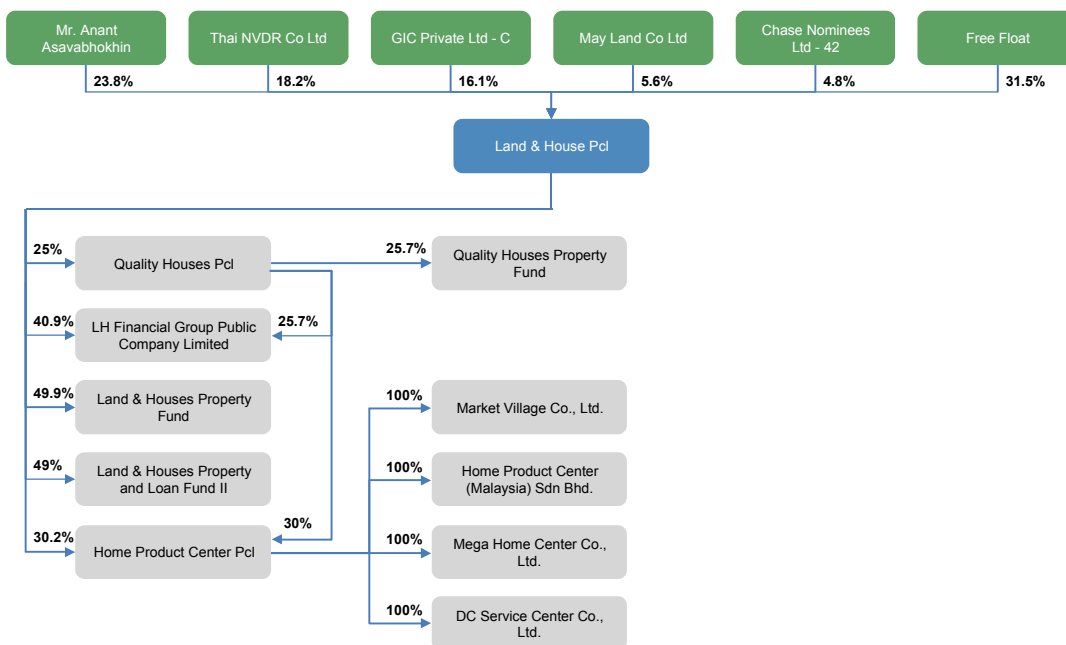 Mr. Anant
Asavabhokhin
Thai NVDR Co Ltd
GIC Private Ltd - C
May Land Co Ltd
Chase Nominees
Ltd - 42
Free Float
23.8%
18.2%
16.1%
5.6%
4.8%
31.5%
Land & House Pcl
25%
Quality Houses Pcl
25.7%
Quality Houses Property
Fund
40.9%
LH Financial Group Public
Company Limited
25.7%
49.9%
Land & Houses Property
Fund
100%
Market Village Co., Ltd.
49%
Land & Houses Property
and Loan Fund II
100%
Home Product Center
(Malaysia) Sdn Bhd.
30.2%
Home Product Center Pcl
30%
100%
Mega Home Center Co.,
Ltd.
100%
DC Service Center Co.,
Ltd.